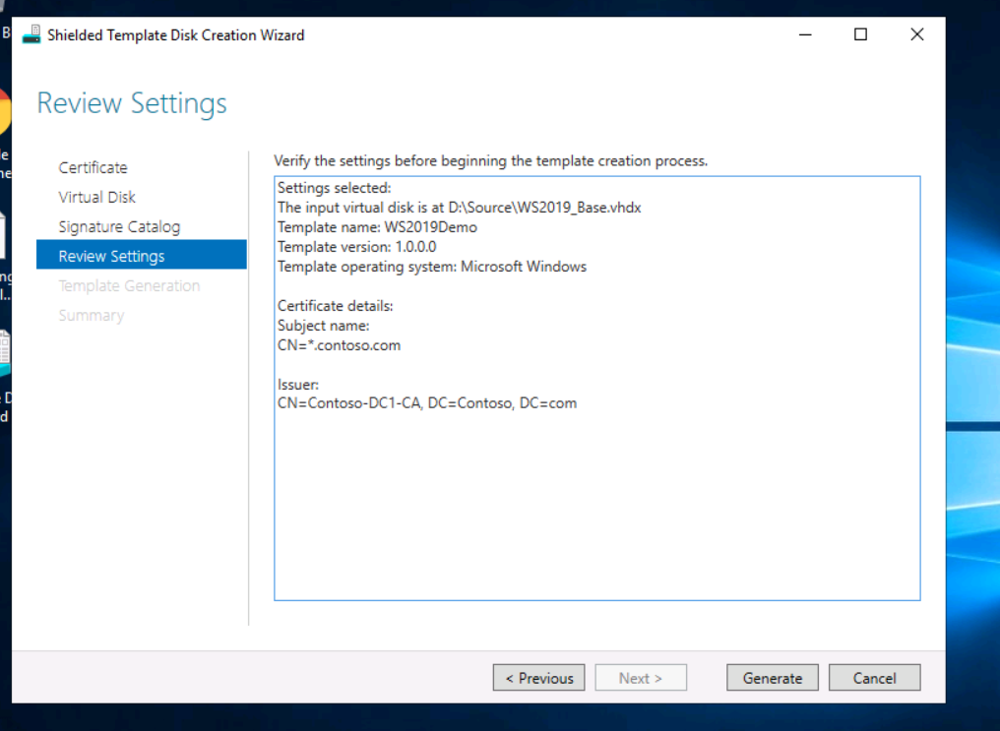 Shielded Template Disk Creation Wizard
Review Settings
Certificate
Virtual Disk
Signature Catalog
Review Settings
Template Generation
Summary
Verify the settings before beginning the template creation process.
Settings selected:
The input virtual disk is at D:\Source\WS2019_Base.vhdx
Template name: WS2019Demo
Template version: 1.0.0.0
Template operating system: Microsoft Windows
Certificate details:
Subject name:
CN=*.contoso.com
Issuer:
CN=Contoso-DC1-CA, DC=Contoso, DC=com
< Previous
Next >
Generate
Cancel